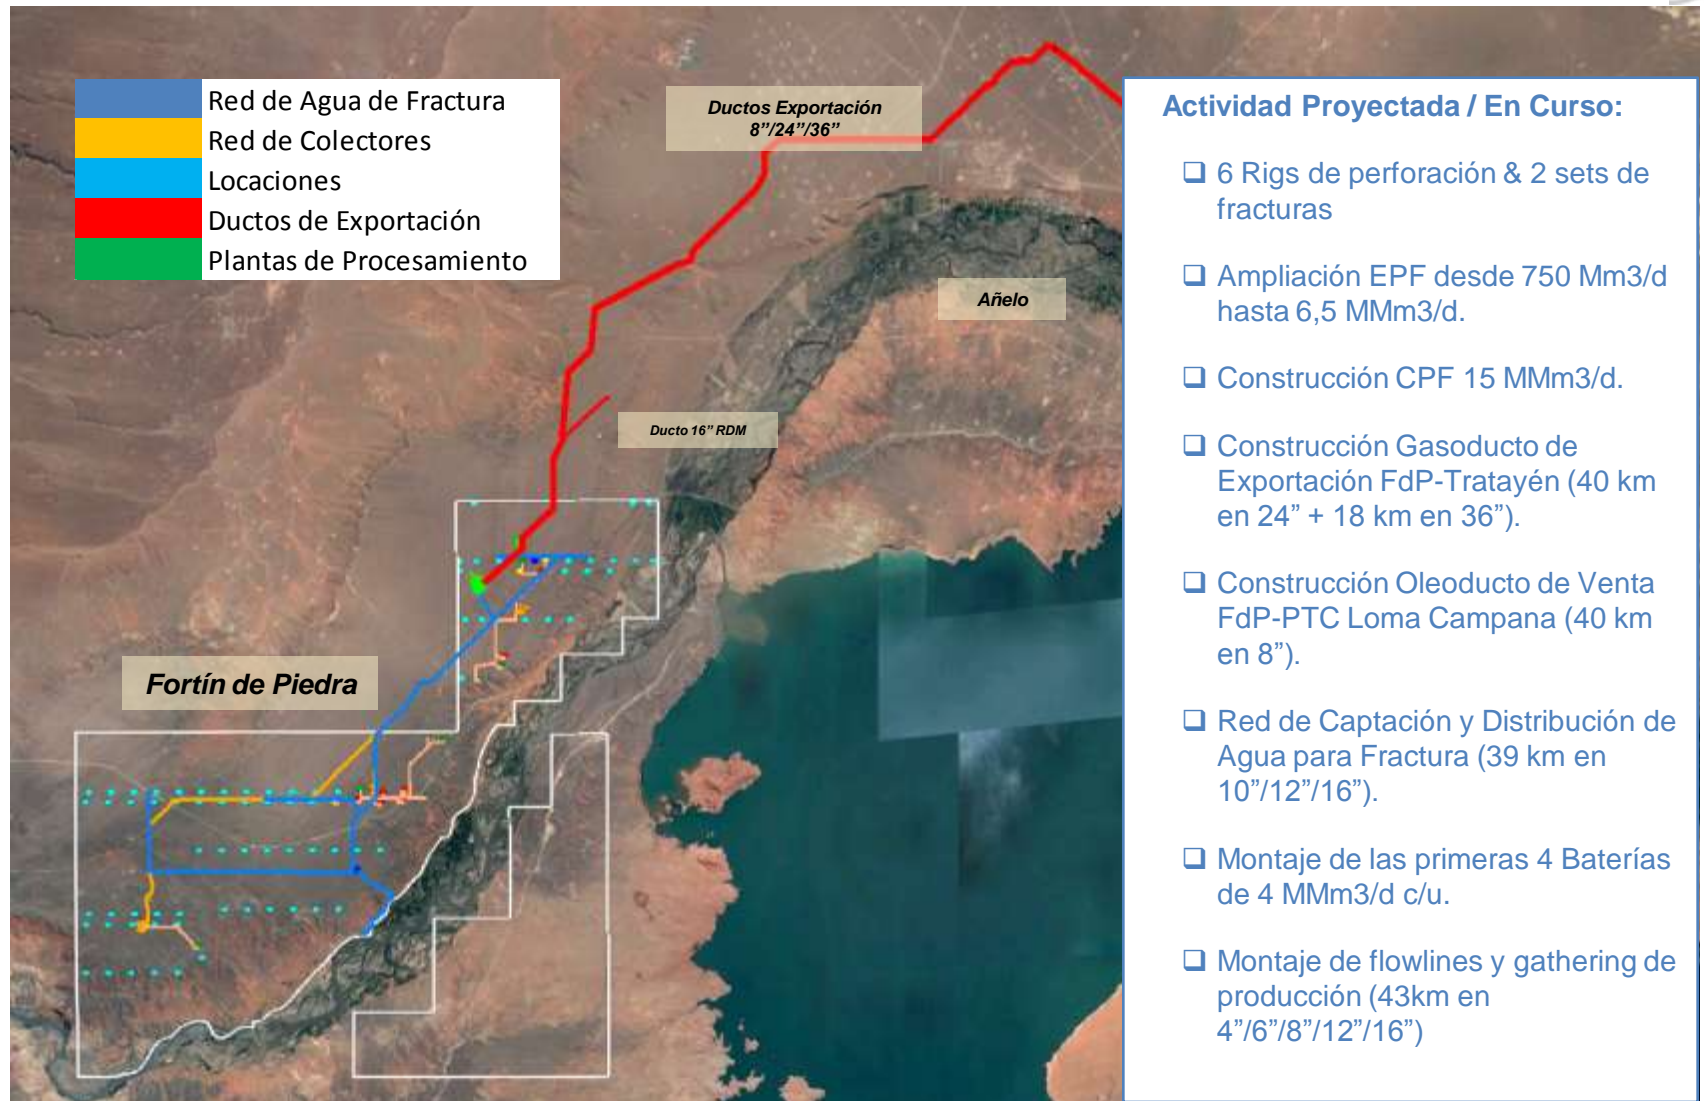 Red de Agua de Fractura
Red de Colectores
Locaciones
Ductos de Exportación
Plantas de Procesamiento
Ductos Exportación
8”/24”/36”
Añelo
Ducto 16” RDM
Fortín de Piedra
Actividad Proyectada / En Curso:
❑ 6 Rigs de perforación & 2 sets de
fracturas
❑ Ampliación EPF desde 750 Mm3/d
hasta 6,5 MMm3/d.
❑ Construcción CPF 15 MMm3/d.
❑ Construcción Gasoducto de
Exportación FdP-Tratayén (40 km
en 24” + 18 km en 36”).
❑ Construcción Oleoducto de Venta
FdP-PTC Loma Campana (40 km
en 8”).
❑ Red de Captación y Distribución de
Agua para Fractura (39 km en
10”/12”/16”).
❑ Montaje de las primeras 4 Baterías
de 4 MMm3/d c/u.
❑ Montaje de flowlines y gathering de
producción (43km en
4”/6”/8”/12”/16”)